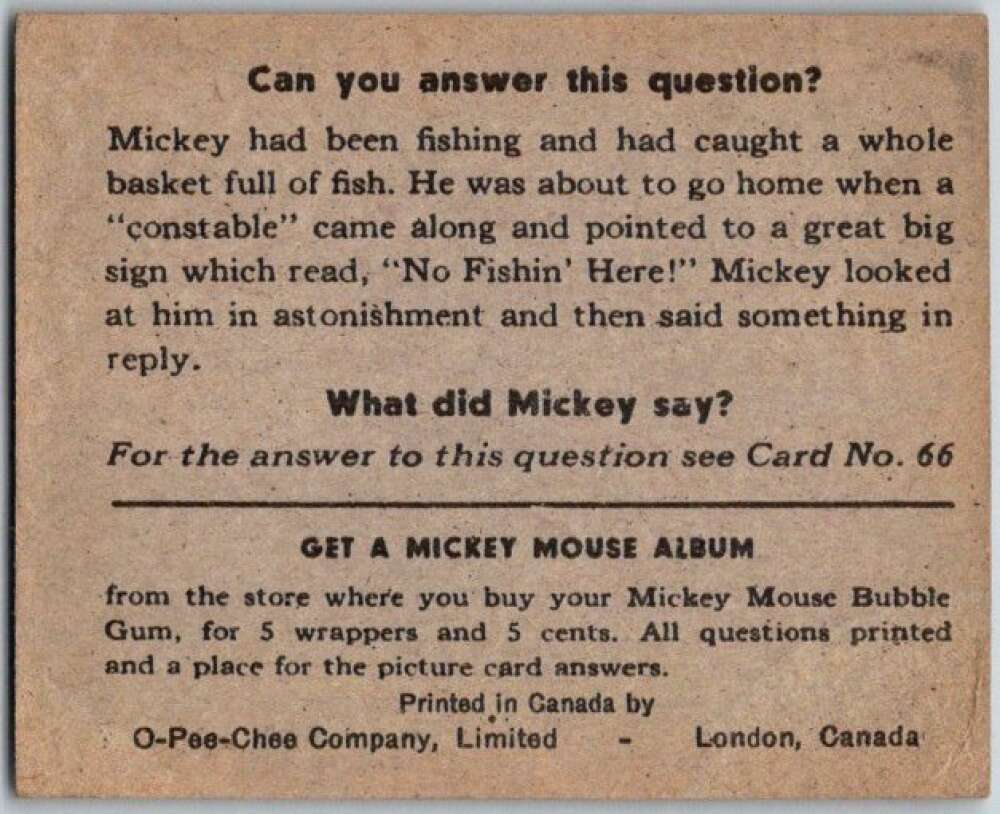 Can you answer this question?
Mickey had been fishing and had caught a whole
basket full of fish. He was about to go home when a
"constable" came along and pointed to a great big
sign which read, "No Fishin' Here!" Mickey looked
at him in astonishment and then said something in
reply.
What did Mickey say?
For the answer to this question see Card No. 66
GET A MICKEY MOUSE ALBUM
from the store where you buy your Mickey Mouse Bubble
Gum, for 5 wrappers and 5 cents. All questions printed
and a place for the picture card answers.
Printed in Canada by
O-Pee-Chee Company, Limited - London, Canada